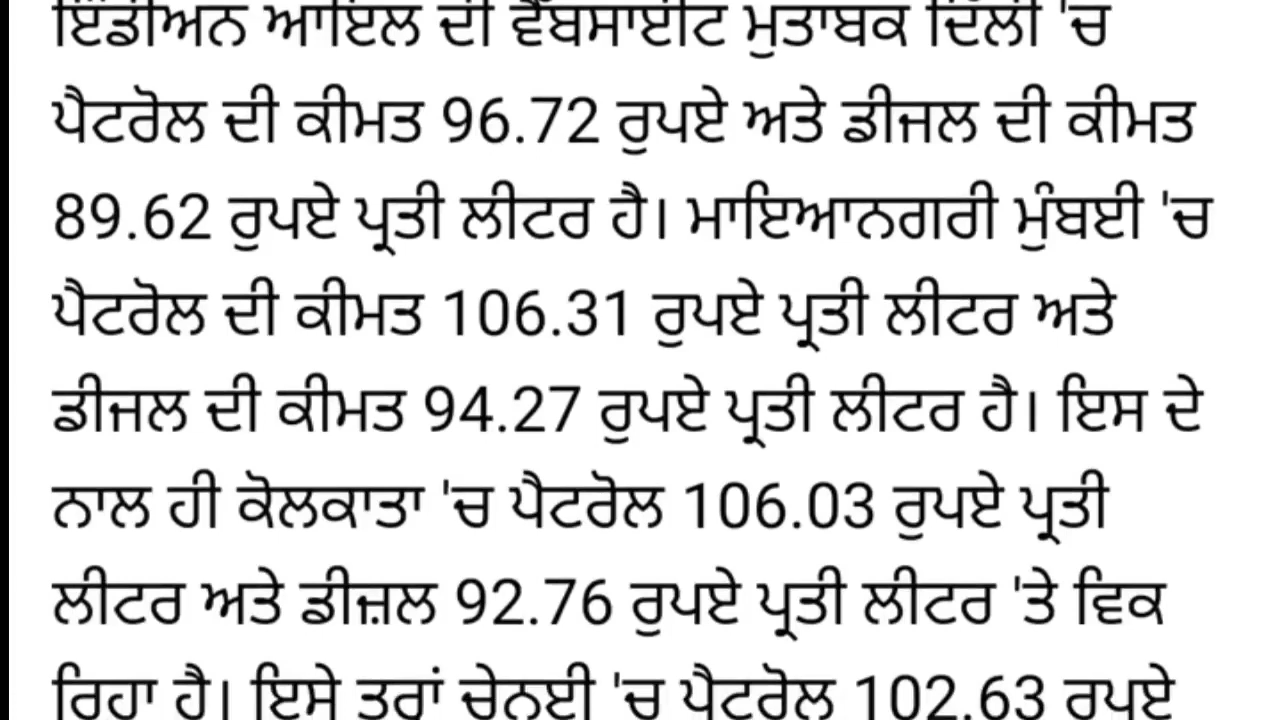 ਇੰਡੀਅਨ ਆਇਲ ਦੀ ਵੈੱਬਸਾਈਟ ਮੁਤਾਬਕ ਦਿੱਲੀ 'ਚ
ਪੈਟਰੋਲ ਦੀ ਕੀਮਤ 96.72 ਰੁਪਏ ਅਤੇ ਡੀਜਲ ਦੀ ਕੀਮਤ
89.62 ਰੁਪਏ ਪ੍ਰਤੀ ਲੀਟਰ ਹੈ। ਮਾਇਆਨਗਰੀ ਮੁੰਬਈ 'ਚ
ਪੈਟਰੋਲ ਦੀ ਕੀਮਤ 106.31 ਰੁਪਏ ਪ੍ਰਤੀ ਲੀਟਰ ਅਤੇ
ਡੀਜਲ ਦੀ ਕੀਮਤ 94.27 ਰੁਪਏ ਪ੍ਰਤੀ ਲੀਟਰ ਹੈ। ਇਸ ਦੇ
ਨਾਲ ਹੀ ਕੋਲਕਾਤਾ 'ਚ ਪੈਟਰੋਲ 106.03 ਰੁਪਏ ਪ੍ਰਤੀ
ਲੀਟਰ ਅਤੇ ਡੀਜ਼ਲ 92.76 ਰੁਪਏ ਪ੍ਰਤੀ ਲੀਟਰ 'ਤੇ ਵਿਕ
ਰਿਹਾ ਹੈ। ਇਸੇ ਤਰਾਂ ਚੇਨਈ 'ਚ ਪੈਟਰੋਲ 102.63 ਰੁਪਏ